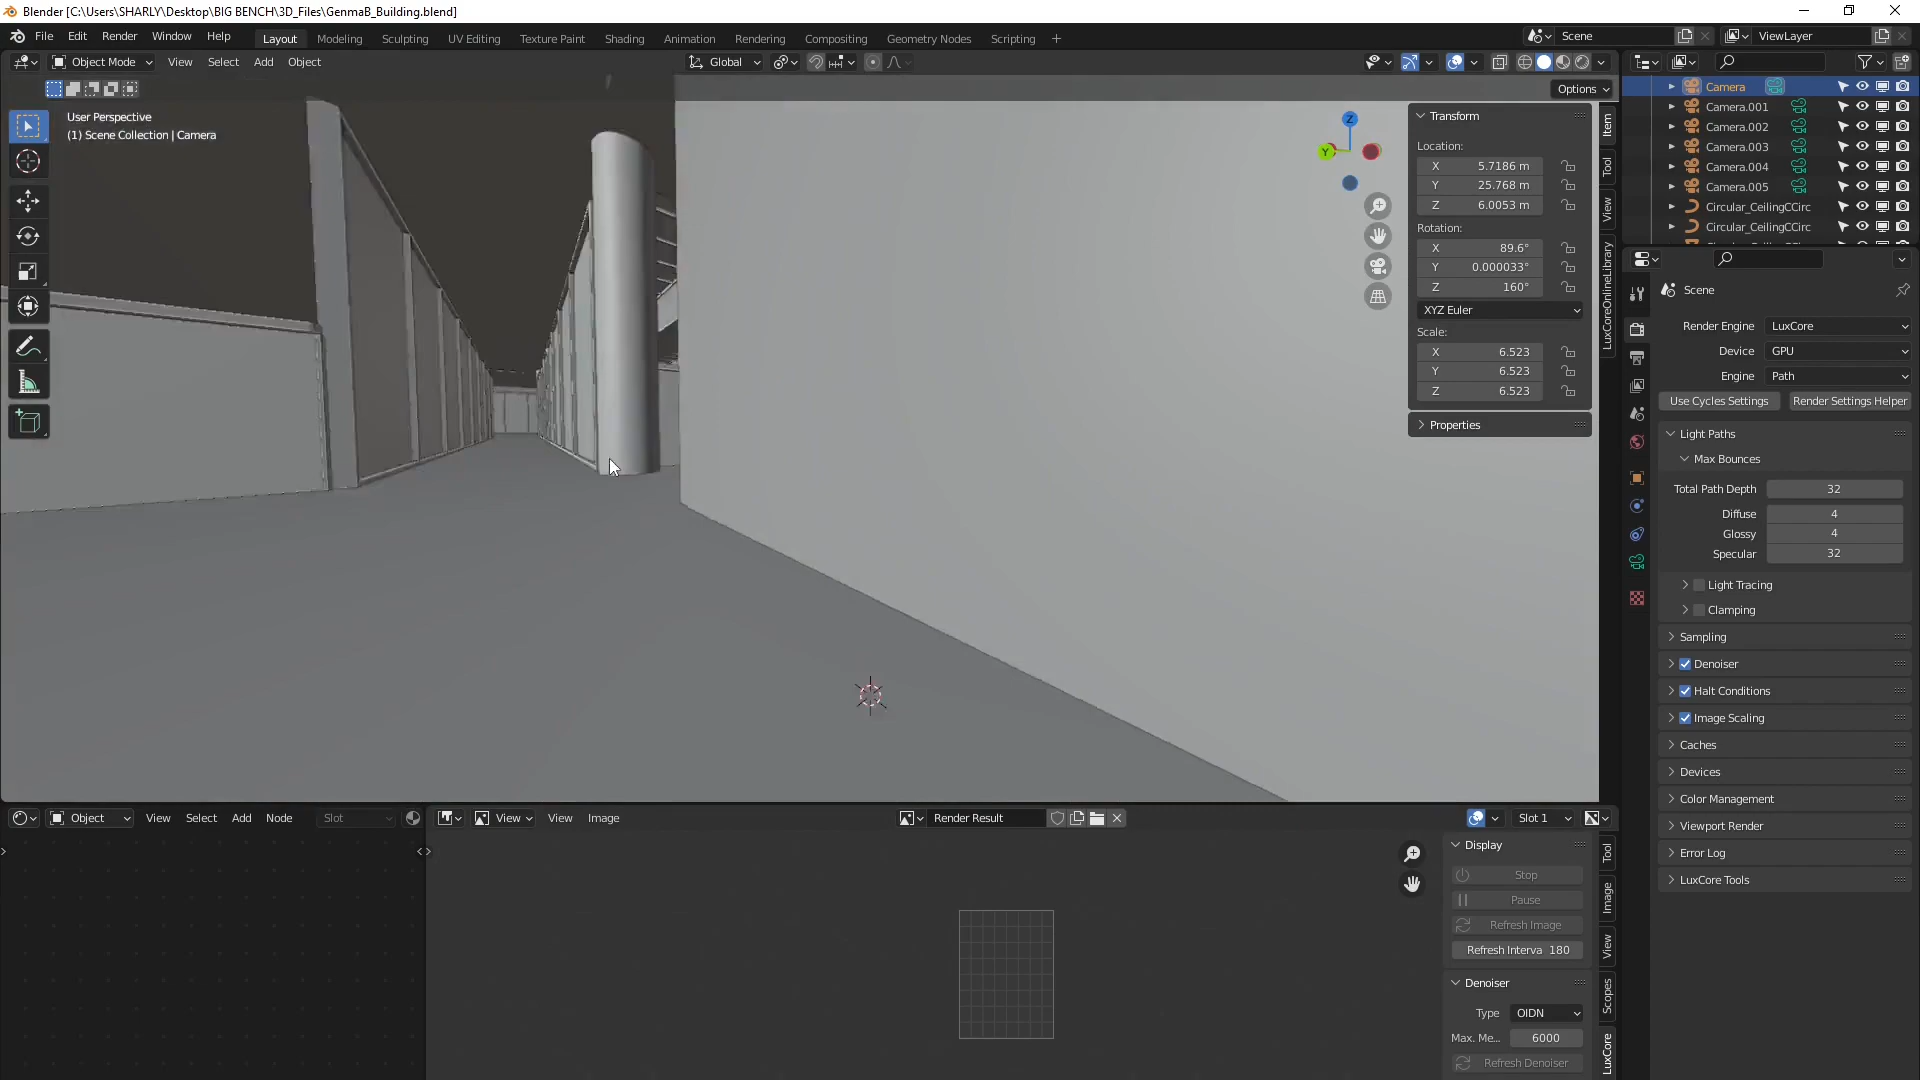 Blender [C:\Users\SHARLY\Desktop\BIG BENCH\3D_Files\GenmaB_Building.blend]
File Edit Render Window Help Layout Modeling Sculpting UV Editing Texture Paint Shading Animation Rendering Compositing Geometry Nodes Scripting + Scene ViewLayer
Object Mode View Select Add Object Global
Options
User Perspective
(1) Scene Collection | Camera
Z
Y
Transform
Location:
X 5.7186 m
Y 25.768 m
Z 6.0053 m
Rotation:
X 89.6°
Y 0.000033°
Z 160°
XYZ Euler
Scale:
X 6.523
Y 6.523
Z 6.523
Properties
Item
Tool
View
LuxCoreOnlineLibrary
Camera
Camera.001
Camera.002
Camera.003
Camera.004
Camera.005
Circular_CeilingCCirc
Circular_CeilingCCirc
Scene
Render Engine LuxCore
Device GPU
Engine Path
Use Cycles Settings Render Settings Helper
Light Paths
Max Bounces
Total Path Depth 32
Diffuse 4
Glossy 4
Specular 32
Light Tracing
Clamping
Sampling
Denoiser
Halt Conditions
Image Scaling
Caches
Devices
Color Management
Viewport Render
Error Log
LuxCore Tools
Object View Select Add Node Slot
View View Image Render Result Slot 1
Display
Stop
Pause
Refresh Image
Refresh Interva 180
Denoiser
Type OIDN
Max. Me... 6000
Refresh Denoiser
Tool
Image
View
Scopes
LuxCore